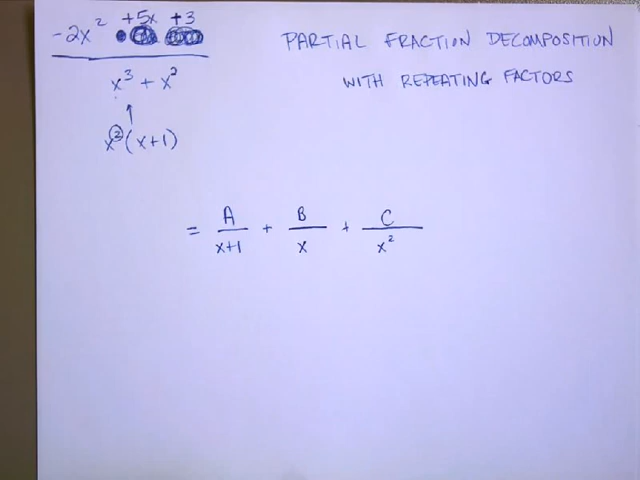 -2x² +5x +3
PARTIAL FRACTION DECOMPOSITION
WITH REPEATING FACTORS
x³ + x²
x²(x+1)
= A/x+1 + B/x + C/x²